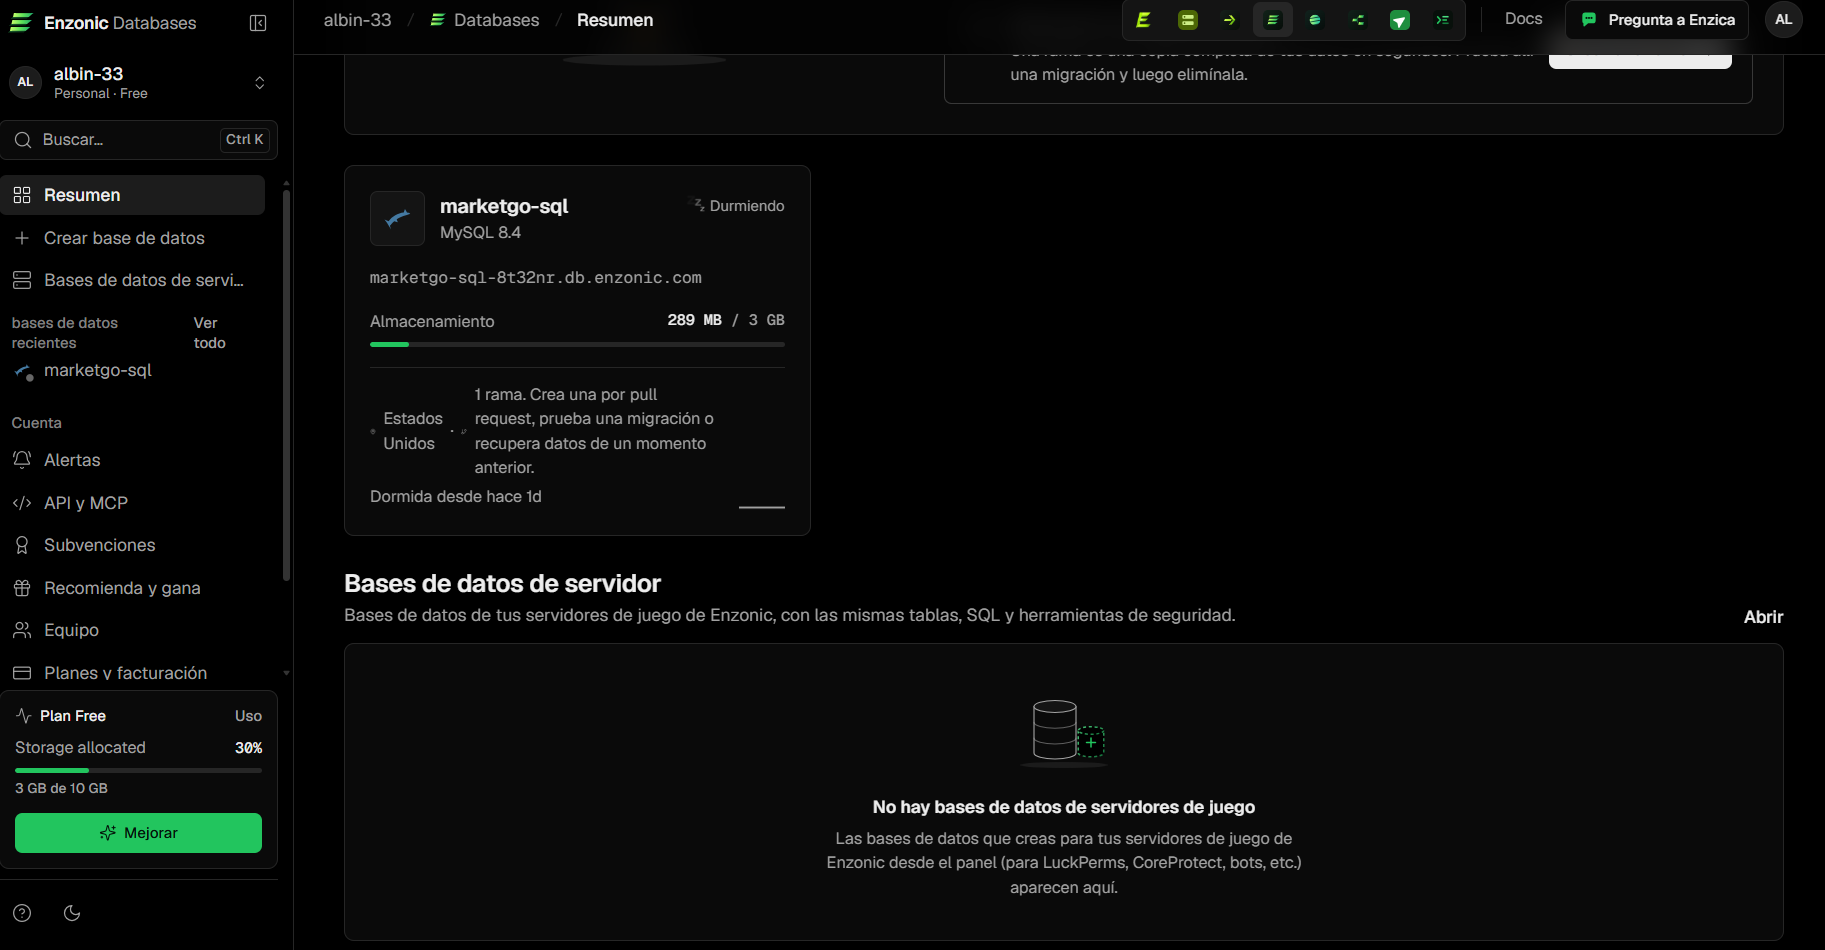 Enzonic Databases
AL
albin-33
Personal · Free
Buscar...
Ctrl K
Resumen
Crear base de datos
Bases de datos de servi...
bases de datos
recientes
Ver
todo
marketgo-sql
Cuenta
Alertas
API y MCP
Subvenciones
Recomienda y gana
Equipo
Planes y facturación
Plan Free
Uso
Storage allocated
30%
3 GB de 10 GB
Mejorar
albin-33 / Databases / Resumen
Docs
Pregunta a Enzica
AL
una migración y luego elimínala.
marketgo-sql
Durmiendo
MySQL 8.4
marketgo-sql-8t32nr.db.enzonic.com
Almacenamiento
289 MB / 3 GB
Estados
Unidos
·
1 rama. Crea una por pull
request, prueba una migración o
recupera datos de un momento
anterior.
Dormida desde hace 1d
Bases de datos de servidor
Bases de datos de tus servidores de juego de Enzonic, con las mismas tablas, SQL y herramientas de seguridad.
Abrir
No hay bases de datos de servidores de juego
Las bases de datos que creas para tus servidores de juego de
Enzonic desde el panel (para LuckPerms, CoreProtect, bots, etc.)
aparecen aquí.